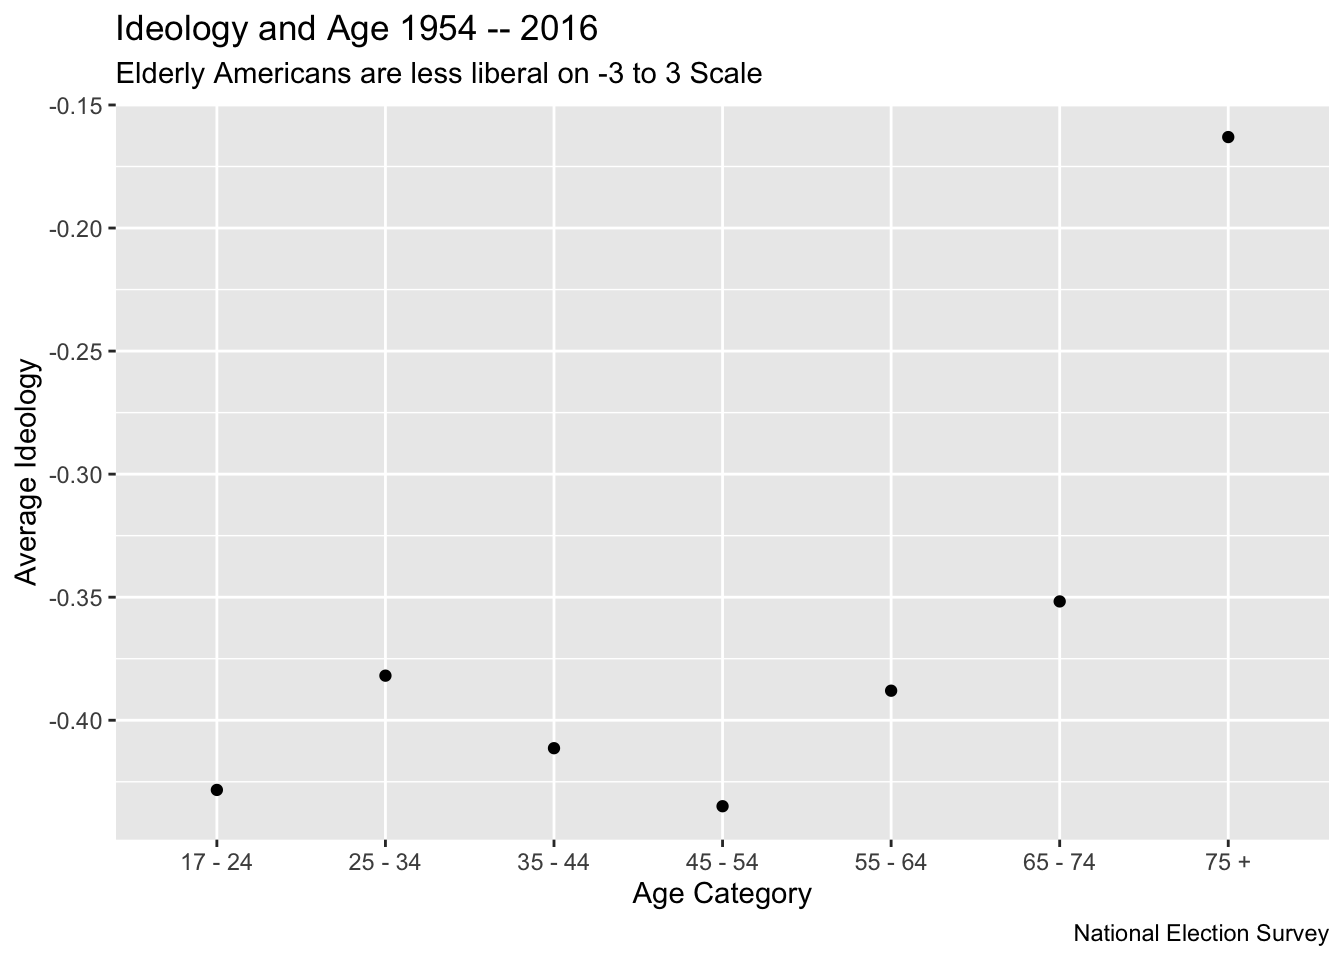 Ideology and Age 1954 -- 2016
Elderly Americans are less liberal on -3 to 3 Scale
Average Ideology
-0.15
-0.20
-0.25
-0.30
-0.35
-0.40
17 - 24 25 - 34 35 - 44 45 - 54 55 - 64 65 - 74 75 +
Age Category
National Election Survey